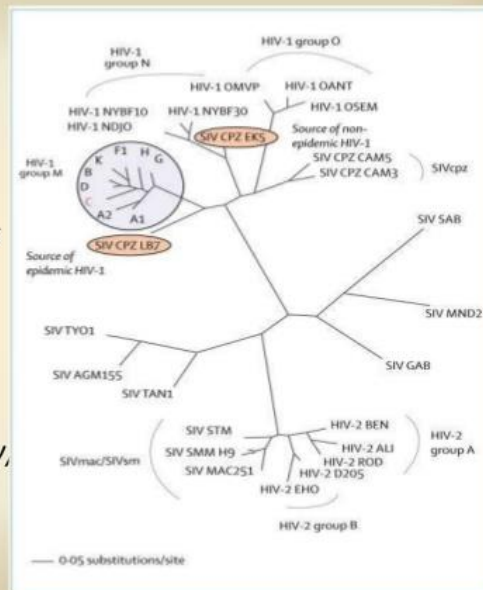 HIV-1 group O
HIV-1
group N
HIV-1 OMVP
HIV-1 OANT
HIV-1 NYBF10
HIV-1 NYBF30
HIV-1 OSEM
HIV-1 NDJO
SIV CPZ EK5
Source of non-
epidemic HIV-1
HIV-1
group M
F1
H
K
G
B
D
C
A2
A1
SIV CPZ CAM5
SIV CPZ CAM3
SIVcpz
SIV CPZ LB7
Source of
epidemic HIV-1
SIV SAB
SIV MND2
SIV TYO1
SIV GAB
SIV AGM155
SIV TAN1
SIV STM
HIV-2 BEN
SIVmac/SIVsm
SIV SMM H9
HIV-2 ALI
HIV-2
group A
SIV MAC251
HIV-2 ROD
HIV-2 D205
HIV-2 EHO
HIV-2 group B
0·05 substitutions/site